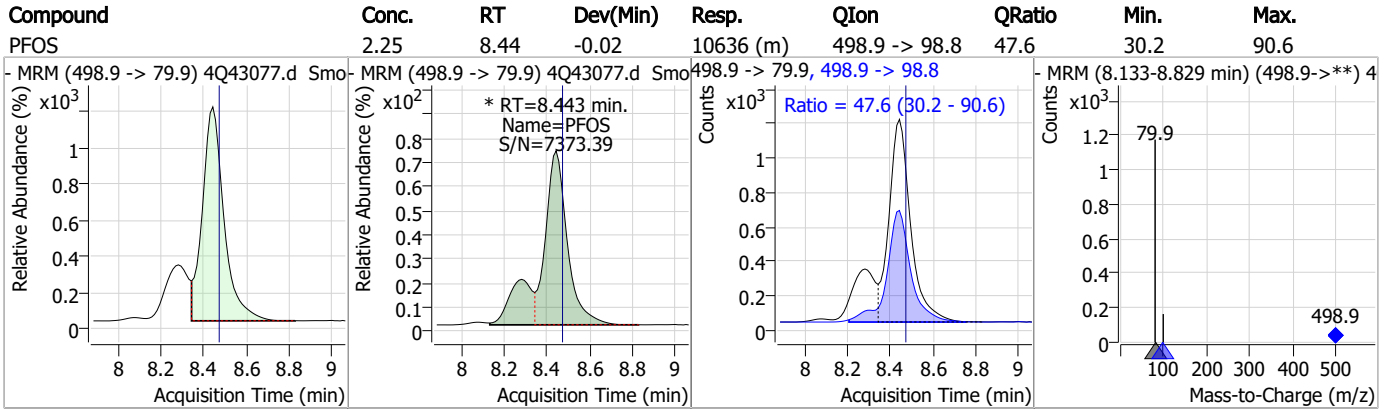 Compound Conc. RT Dev(Min) Resp. QIon QRatio Min. Max.
PFOS 2.25 8.44 -0.02 10636 (m) 498.9 -> 98.8 47.6 30.2 90.6
- MRM (498.9 -> 79.9) 4Q43077.d Smo
Relative Abundance (%)
x10³
1
0.8
0.6
0.4
0.2
0
8 8.2 8.4 8.6 8.8 9
Acquisition Time (min)
- MRM (498.9 -> 79.9) 4Q43077.d Smo
Relative Abundance (%)
x10²
* RT=8.443 min.
Name=PFOS
S/N=7373.39
0.8
0.7
0.6
0.5
0.4
0.3
0.2
0.1
0
8 8.2 8.4 8.6 8.8 9
Acquisition Time (min)
498.9 -> 79.9, 498.9 -> 98.8
Counts
x10³
Ratio = 47.6 (30.2 - 90.6)
1
0.8
0.6
0.4
0.2
0
8 8.2 8.4 8.6 8.8 9
Acquisition Time (min)
- MRM (8.133-8.829 min) (498.9->**) 4
Counts
x10³
1.2
1
0.8
0.6
0.4
0.2
0
79.9
498.9
100 200 300 400 500
Mass-to-Charge (m/z)